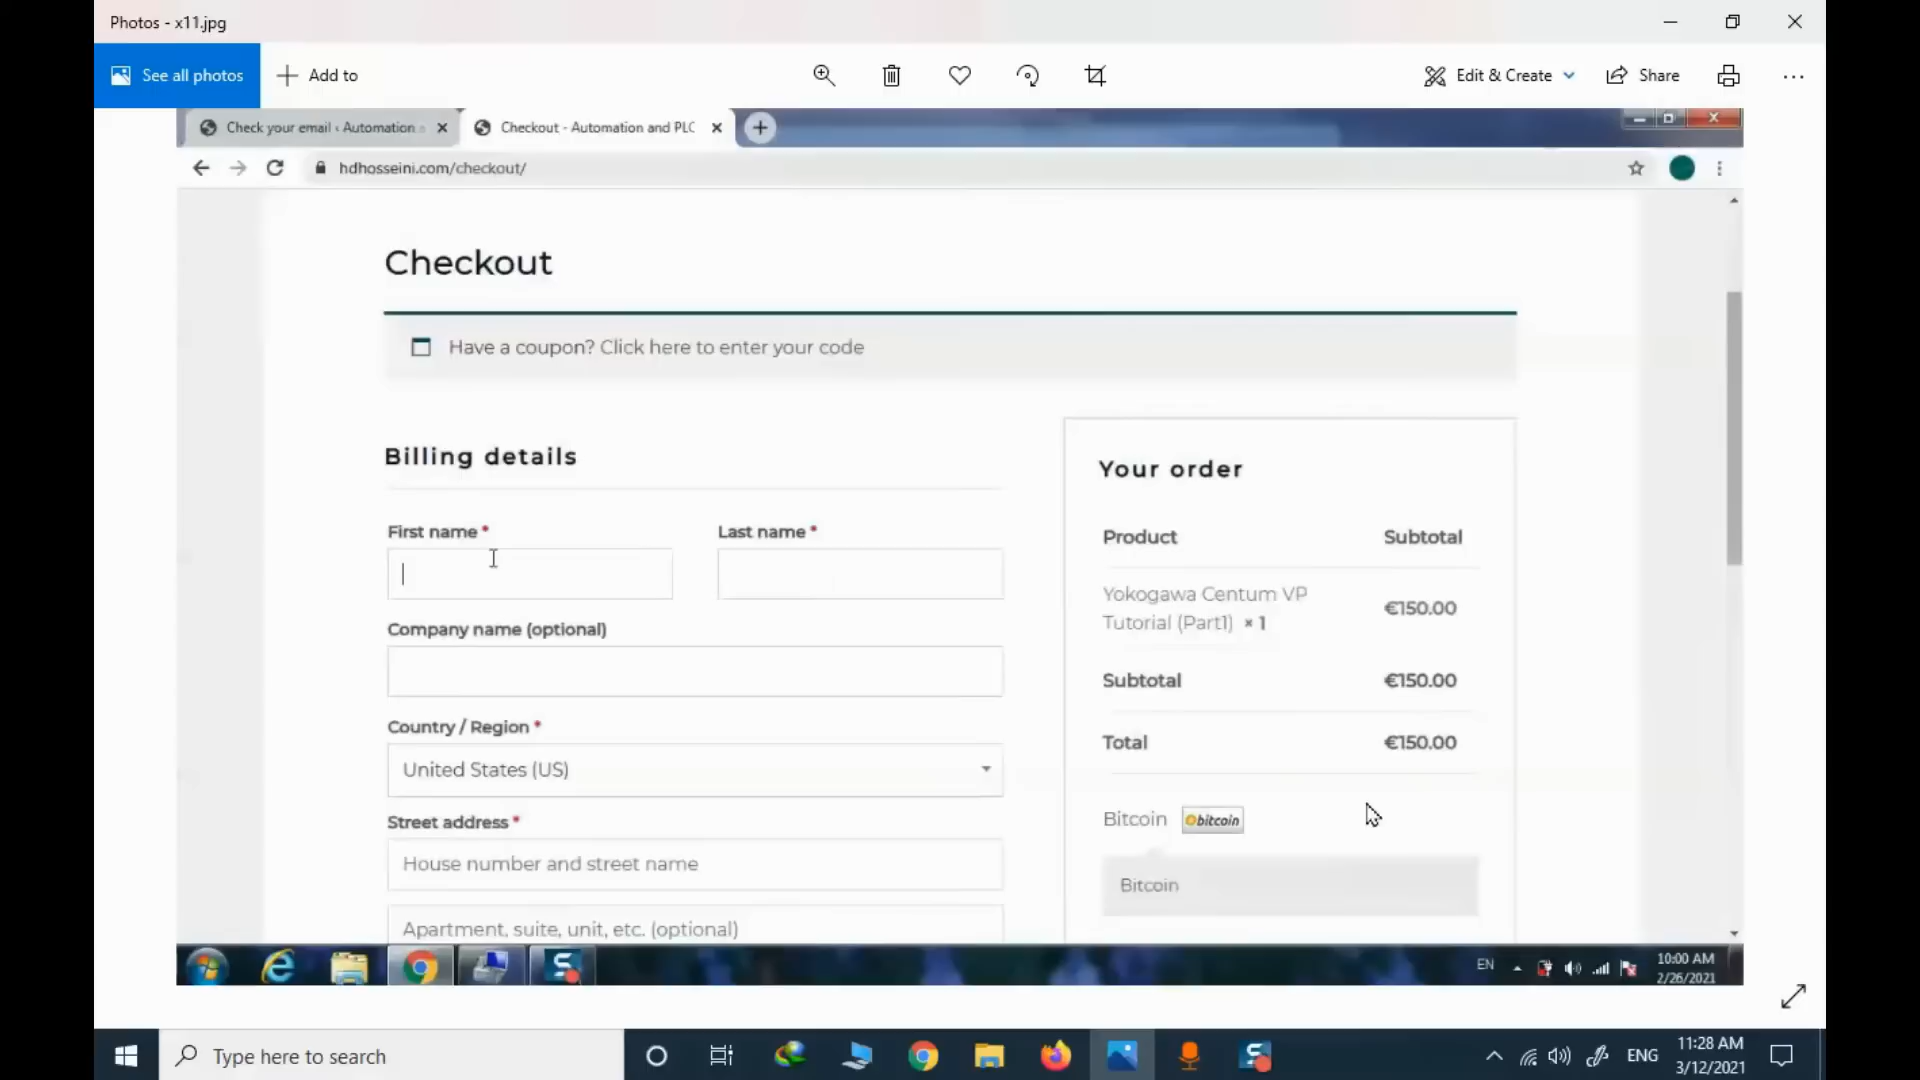 Photos - x11.jpg
See all photos
Add to
Edit & Create
Share
Check your email ‹ Automation
Checkout - Automation and PLC
hdhosseini.com/checkout/
Checkout
Have a coupon? Click here to enter your code
Billing details
First name *
Last name *
Company name (optional)
Country / Region *
United States (US)
Street address *
House number and street name
Apartment, suite, unit, etc. (optional)
Your order
Product Subtotal
Yokogawa Centum VP
Tutorial (Part1) × 1
€150.00
Subtotal €150.00
Total €150.00
Bitcoin bitcoin
Bitcoin
EN
10:00 AM
2/26/2021
Type here to search
ENG
11:28 AM
3/12/2021